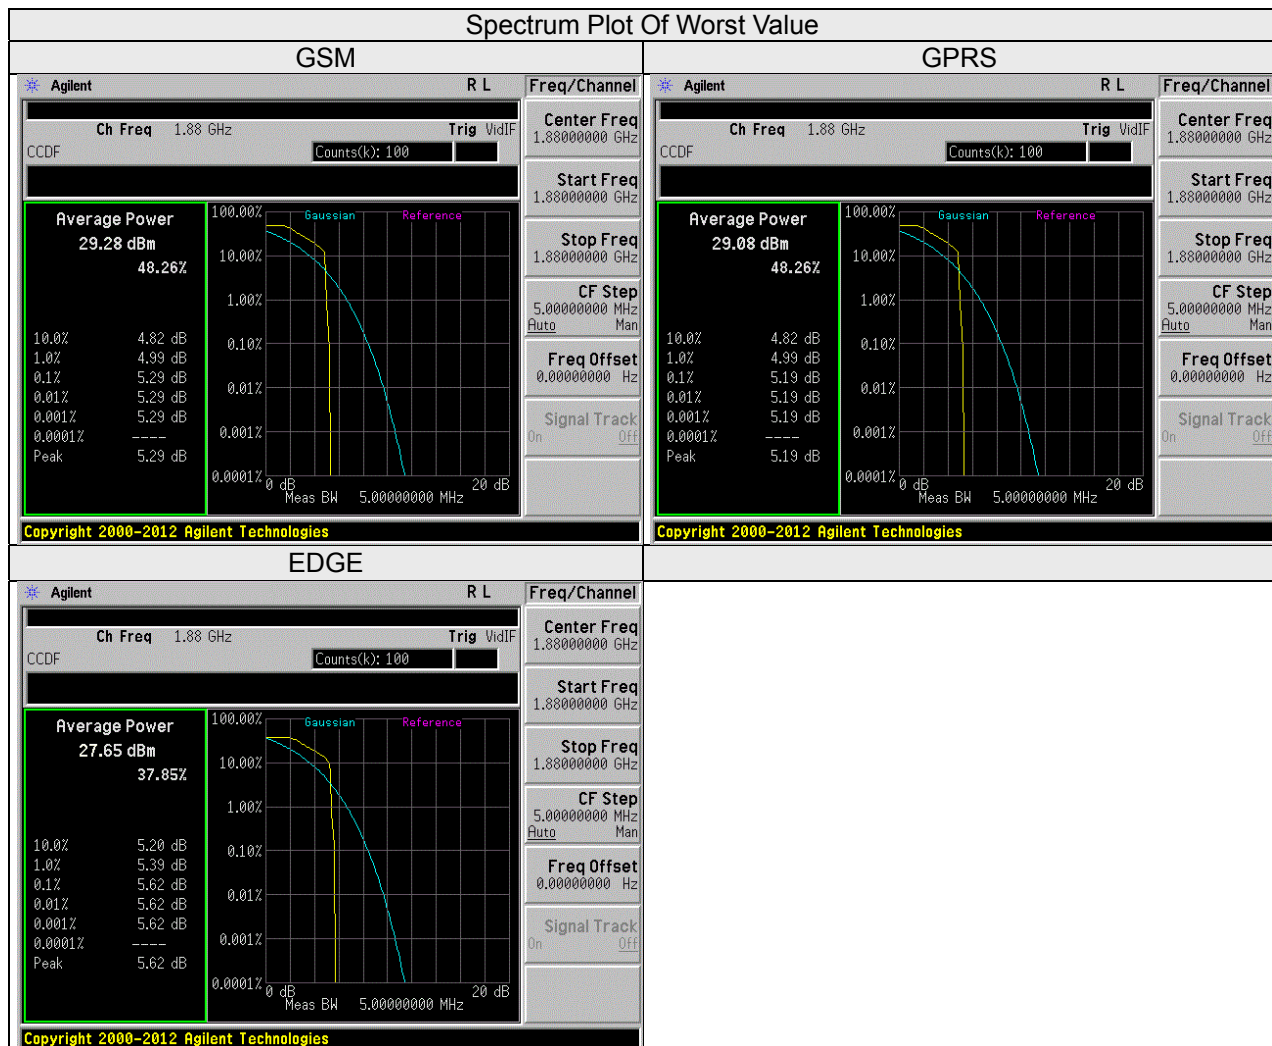 Spectrum Plot Of Worst Value
GSM
Agilent R L Freq/Channel
Ch Freq 1.88 GHz Trig VidIF
CCDF Counts(k): 100
Average Power
29.28 dBm
48.26%
10.0% 4.82 dB
1.0% 4.99 dB
0.1% 5.29 dB
0.01% 5.29 dB
0.001% 5.29 dB
0.0001% ----
Peak 5.29 dB
Gaussian Reference
100.00%
10.00%
1.00%
0.10%
0.01%
0.001%
0.0001%
0 dB 20 dB
Meas BW 5.00000000 MHz
Center Freq
1.88000000 GHz
Start Freq
1.88000000 GHz
Stop Freq
1.88000000 GHz
CF Step
5.00000000 MHz
Auto Man
Freq Offset
0.00000000 Hz
Signal Track
On Off
Copyright 2000-2012 Agilent Technologies
GPRS
Agilent R L Freq/Channel
Ch Freq 1.88 GHz Trig VidIF
CCDF Counts(k): 100
Average Power
29.08 dBm
48.26%
10.0% 4.82 dB
1.0% 4.99 dB
0.1% 5.19 dB
0.01% 5.19 dB
0.001% 5.19 dB
0.0001% ----
Peak 5.19 dB
Gaussian Reference
100.00%
10.00%
1.00%
0.10%
0.01%
0.001%
0.0001%
0 dB 20 dB
Meas BW 5.00000000 MHz
Center Freq
1.88000000 GHz
Start Freq
1.88000000 GHz
Stop Freq
1.88000000 GHz
CF Step
5.00000000 MHz
Auto Man
Freq Offset
0.00000000 Hz
Signal Track
On Off
Copyright 2000-2012 Agilent Technologies
EDGE
Agilent R L Freq/Channel
Ch Freq 1.88 GHz Trig VidIF
CCDF Counts(k): 100
Average Power
27.65 dBm
37.85%
10.0% 5.20 dB
1.0% 5.39 dB
0.1% 5.62 dB
0.01% 5.62 dB
0.001% 5.62 dB
0.0001% ----
Peak 5.62 dB
Gaussian Reference
100.00%
10.00%
1.00%
0.10%
0.01%
0.001%
0.0001%
0 dB 20 dB
Meas BW 5.00000000 MHz
Center Freq
1.88000000 GHz
Start Freq
1.88000000 GHz
Stop Freq
1.88000000 GHz
CF Step
5.00000000 MHz
Auto Man
Freq Offset
0.00000000 Hz
Signal Track
On Off
Copyright 2000-2012 Agilent Technologies